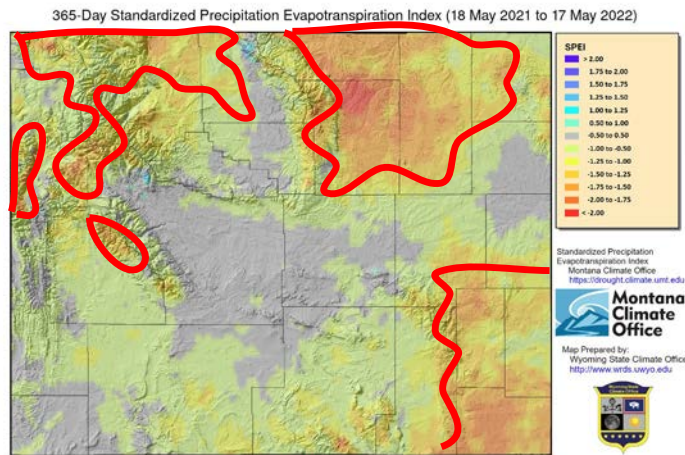 365-Day Standardized Precipitation Evapotranspiration Index (18 May 2021 to 17 May 2022)
SPEI
> 2.00
1.75 to 2.00
1.50 to 1.75
1.25 to 1.50
1.00 to 1.25
0.50 to 1.00
-0.50 to 0.50
-1.00 to -0.50
-1.25 to -1.00
-1.50 to -1.25
-1.75 to -1.50
-2.00 to -1.75
< -2.00
Standardized Precipitation
Evapotranspiration Index
Montana Climate Office
https://drought.climate.umt.edu
Montana
Climate
Office
Map Prepared by:
Wyoming State Climate Office
http://www.wrds.uwyo.edu
Wyoming State
Climate Office